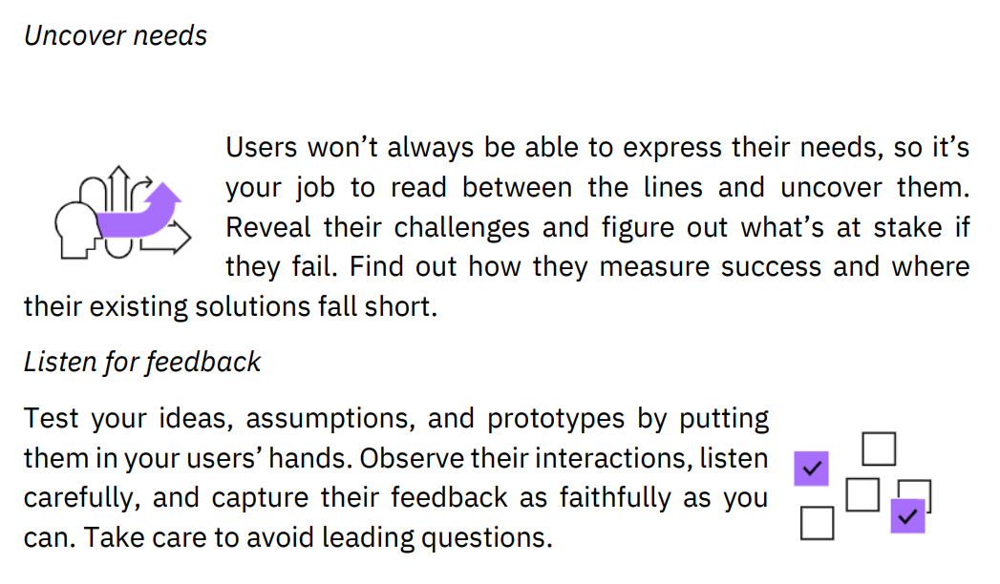 Uncover needs
Users won’t always be able to express their needs, so it’s
your job to read between the lines and uncover them.
Reveal their challenges and figure out what’s at stake if
they fail. Find out how they measure success and where
their existing solutions fall short.
Listen for feedback
Test your ideas, assumptions, and prototypes by putting
them in your users’ hands. Observe their interactions, listen
carefully, and capture their feedback as faithfully as you
can. Take care to avoid leading questions.